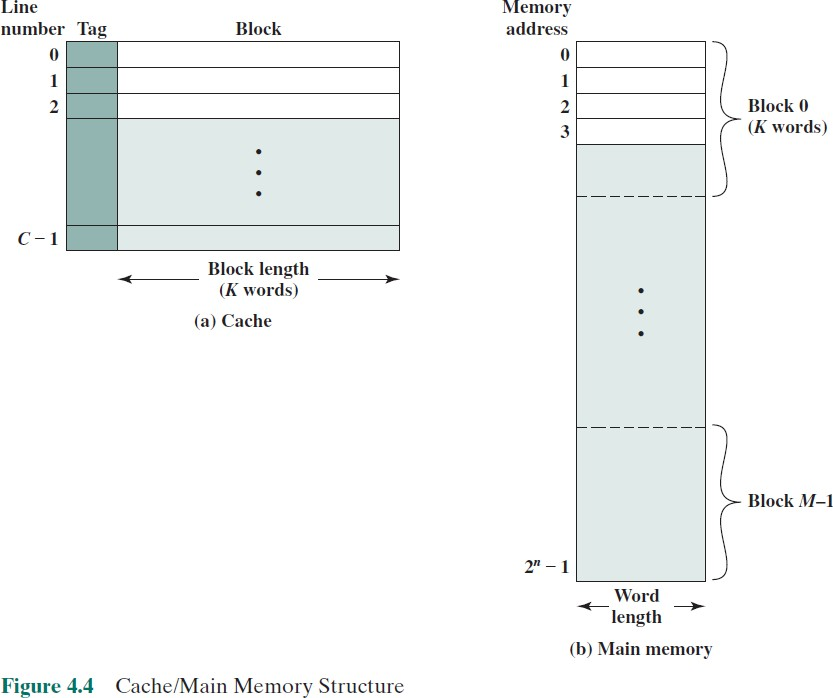 Line
number Tag Block
0
1
2
C – 1
Block length
(K words)
(a) Cache
Memory
address
0
1
2
3
Block 0
(K words)
Block M–1
2ⁿ – 1
Word
length
(b) Main memory
Figure 4.4 Cache/Main Memory Structure